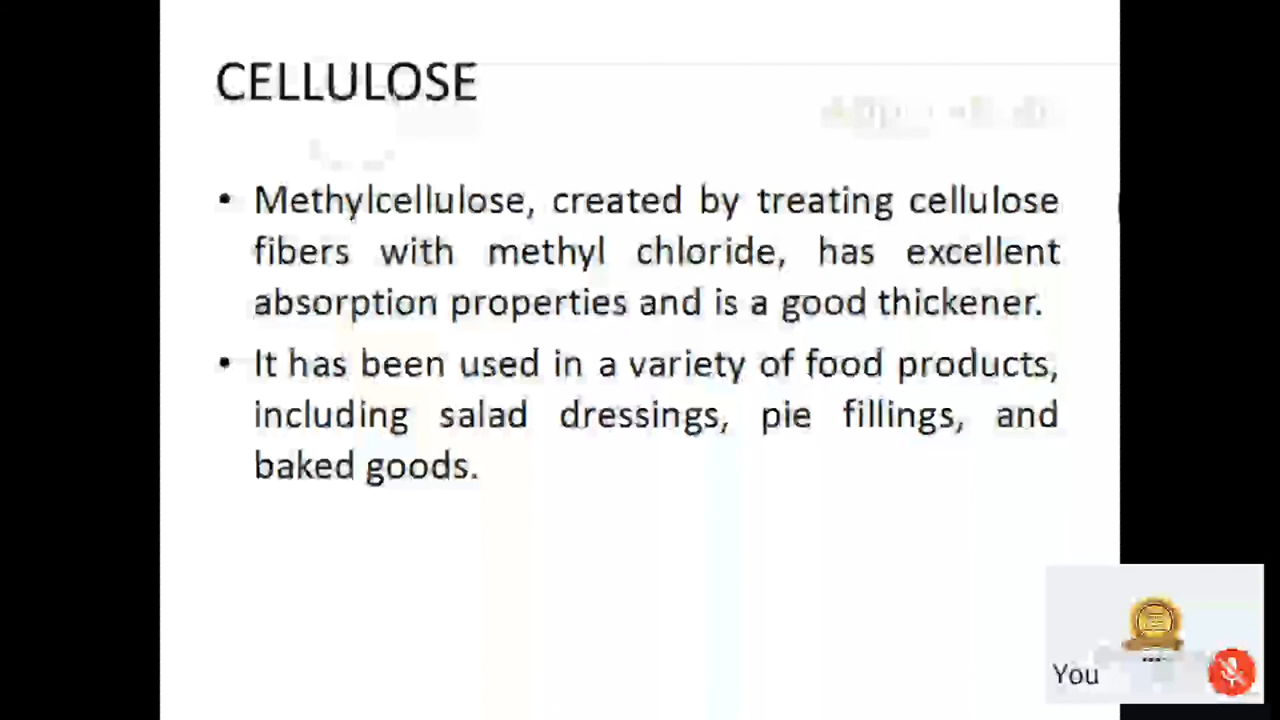 CELLULOSE
• Methylcellulose, created by treating cellulose
fibers with methyl chloride, has excellent
absorption properties and is a good thickener.
• It has been used in a variety of food products,
including salad dressings, pie fillings, and
baked goods.
You